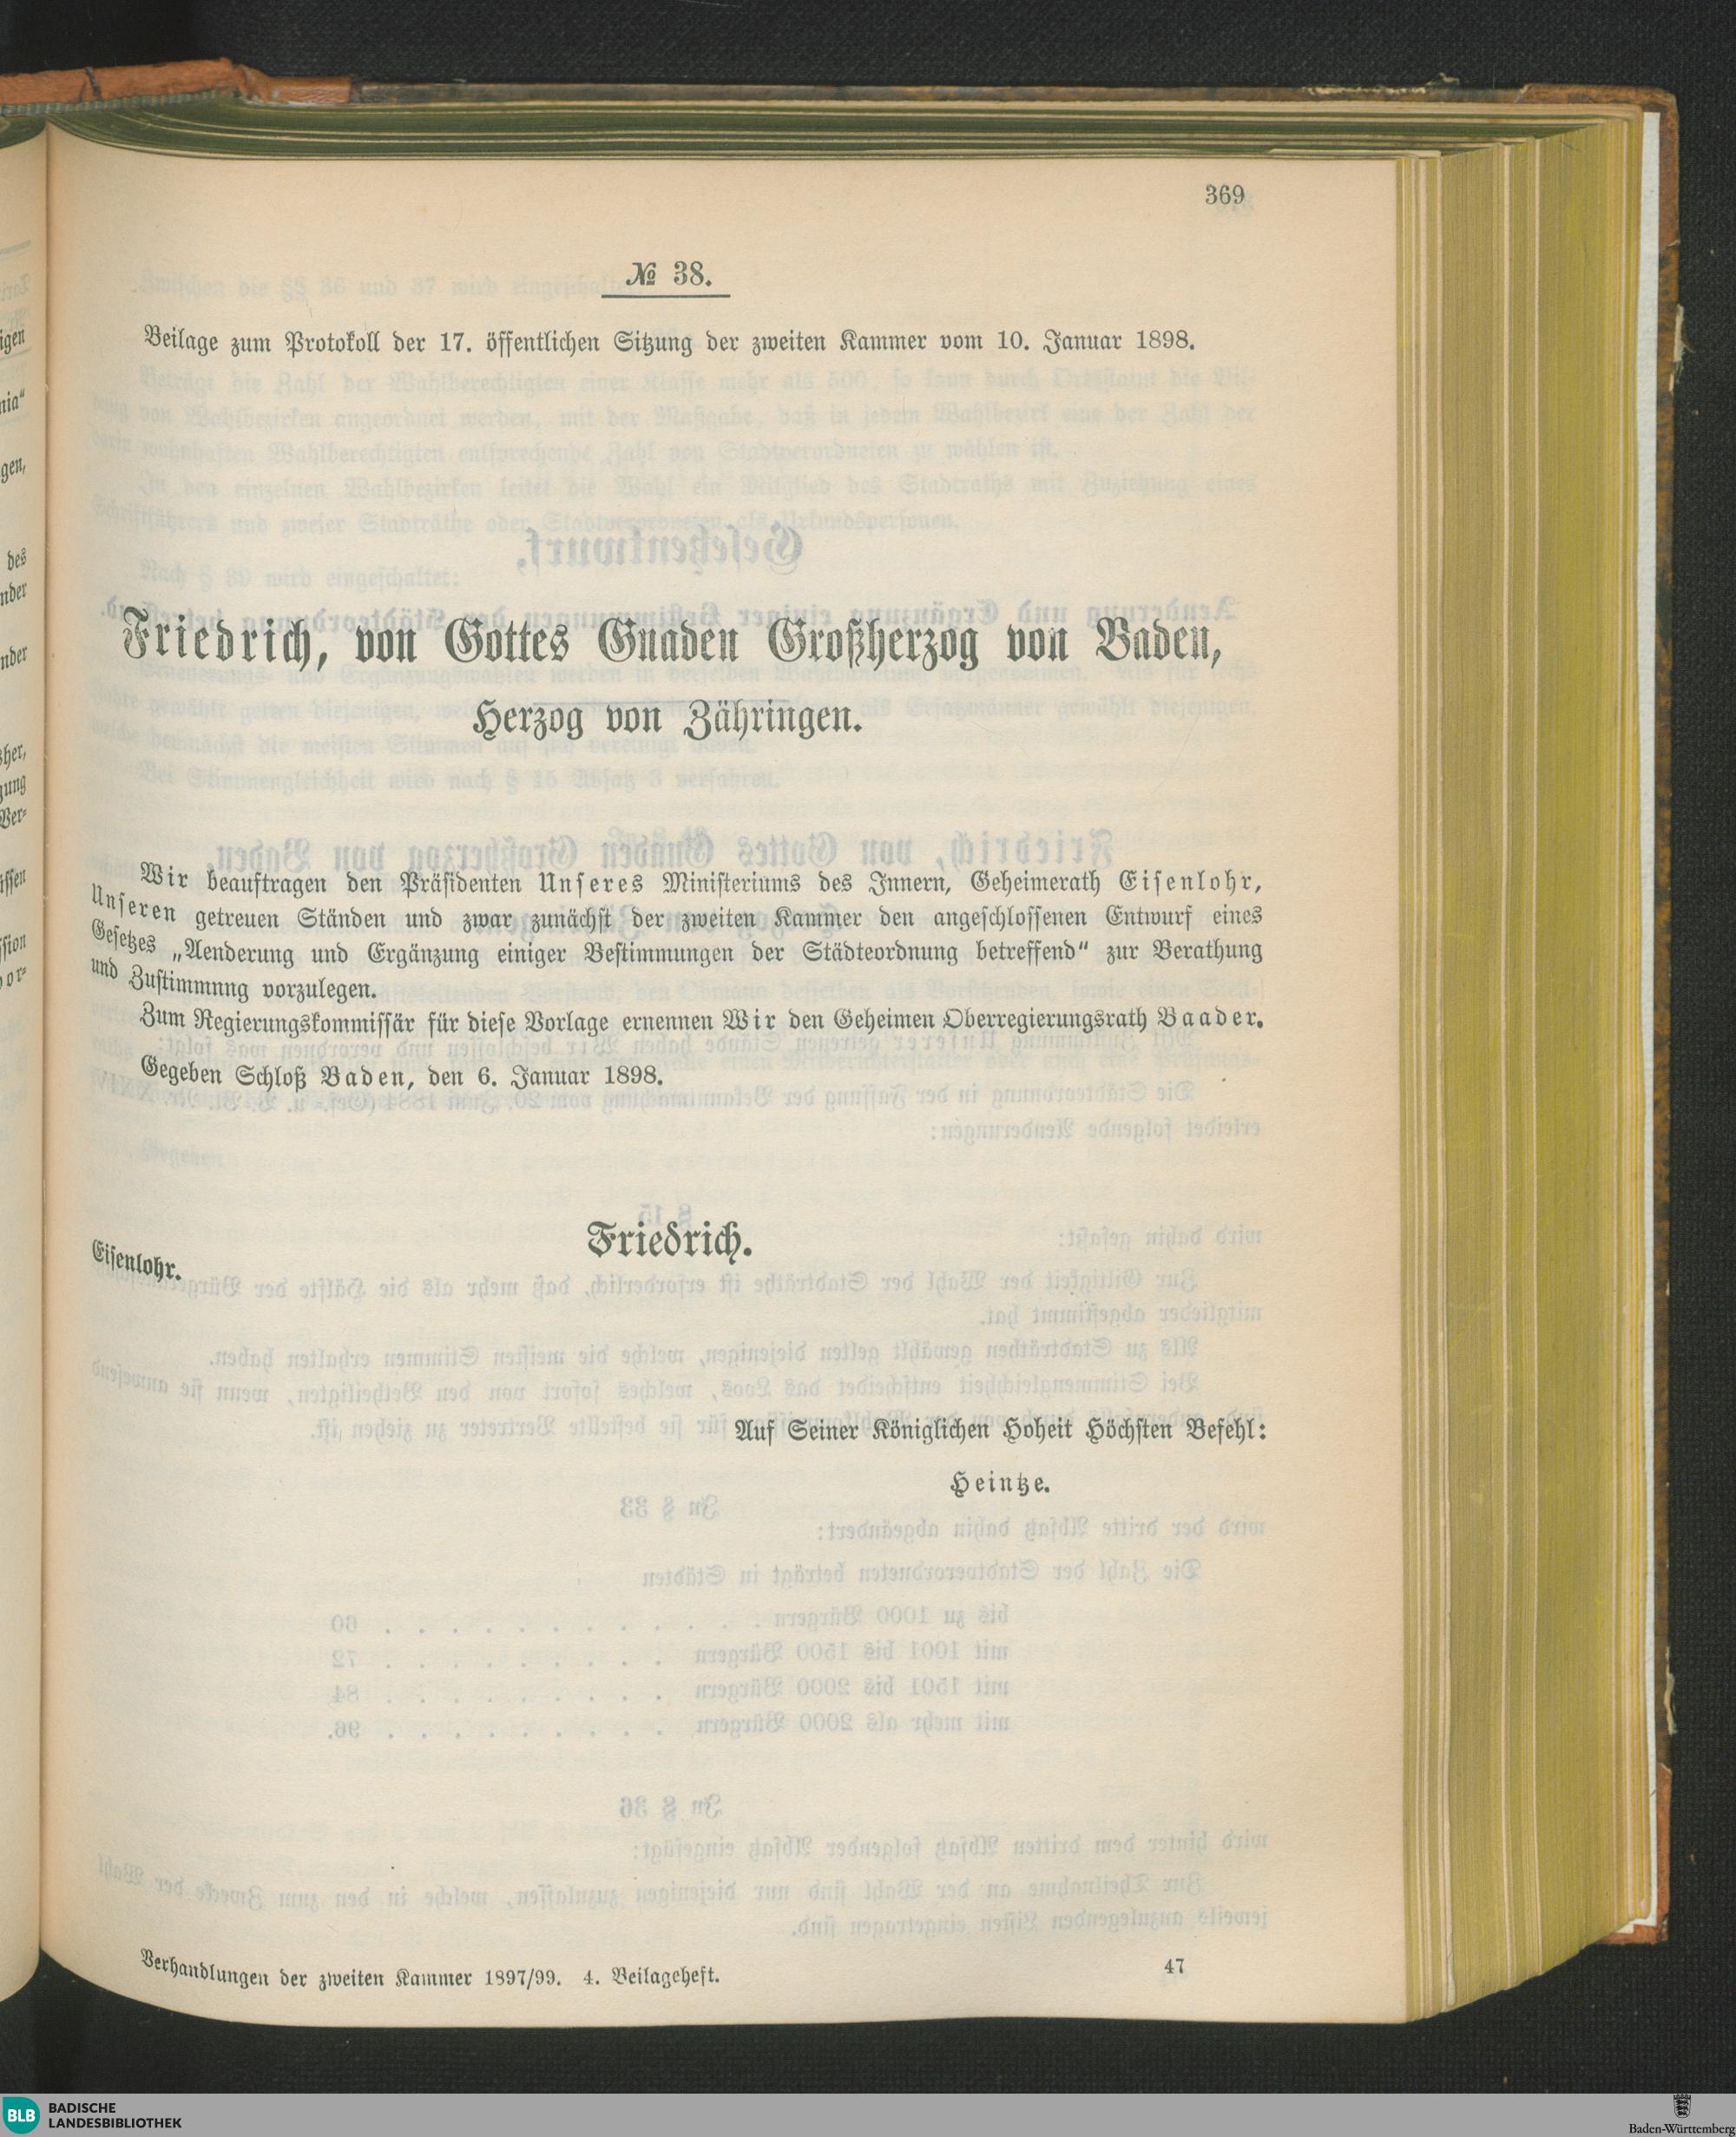 369
№ 38.
Beilage zum Protokoll der 17. öffentlichen Sitzung der zweiten Kammer vom 10. Januar 1898.
Friedrich, von Gottes Gnaden Großherzog von Baden,
Herzog von Zähringen.
Wir beauftragen den Präsidenten Unseres Ministeriums des Innern, Geheimerath Eisenlohr,
Unseren getreuen Ständen und zwar zunächst der zweiten Kammer den angeschlossenen Entwurf eines
Gesetzes „Aenderung und Ergänzung einiger Bestimmungen der Städteordnung betreffend“ zur Berathung
und Zustimmnng vorzulegen.
Zum Regierungskommissär für diese Vorlage ernennen Wir den Geheimen Oberregierungsrath Baader.
Gegeben Schloß Baden, den 6. Januar 1898.
Friedrich.
Eisenlohr.
Auf Seiner Königlichen Hoheit Höchsten Befehl:
Heintze.
Verhandlungen der zweiten Kammer 1897/99. 4. Beilageheft.
47
BLB BADISCHE
LANDESBIBLIOTHEK
Baden-Württemberg